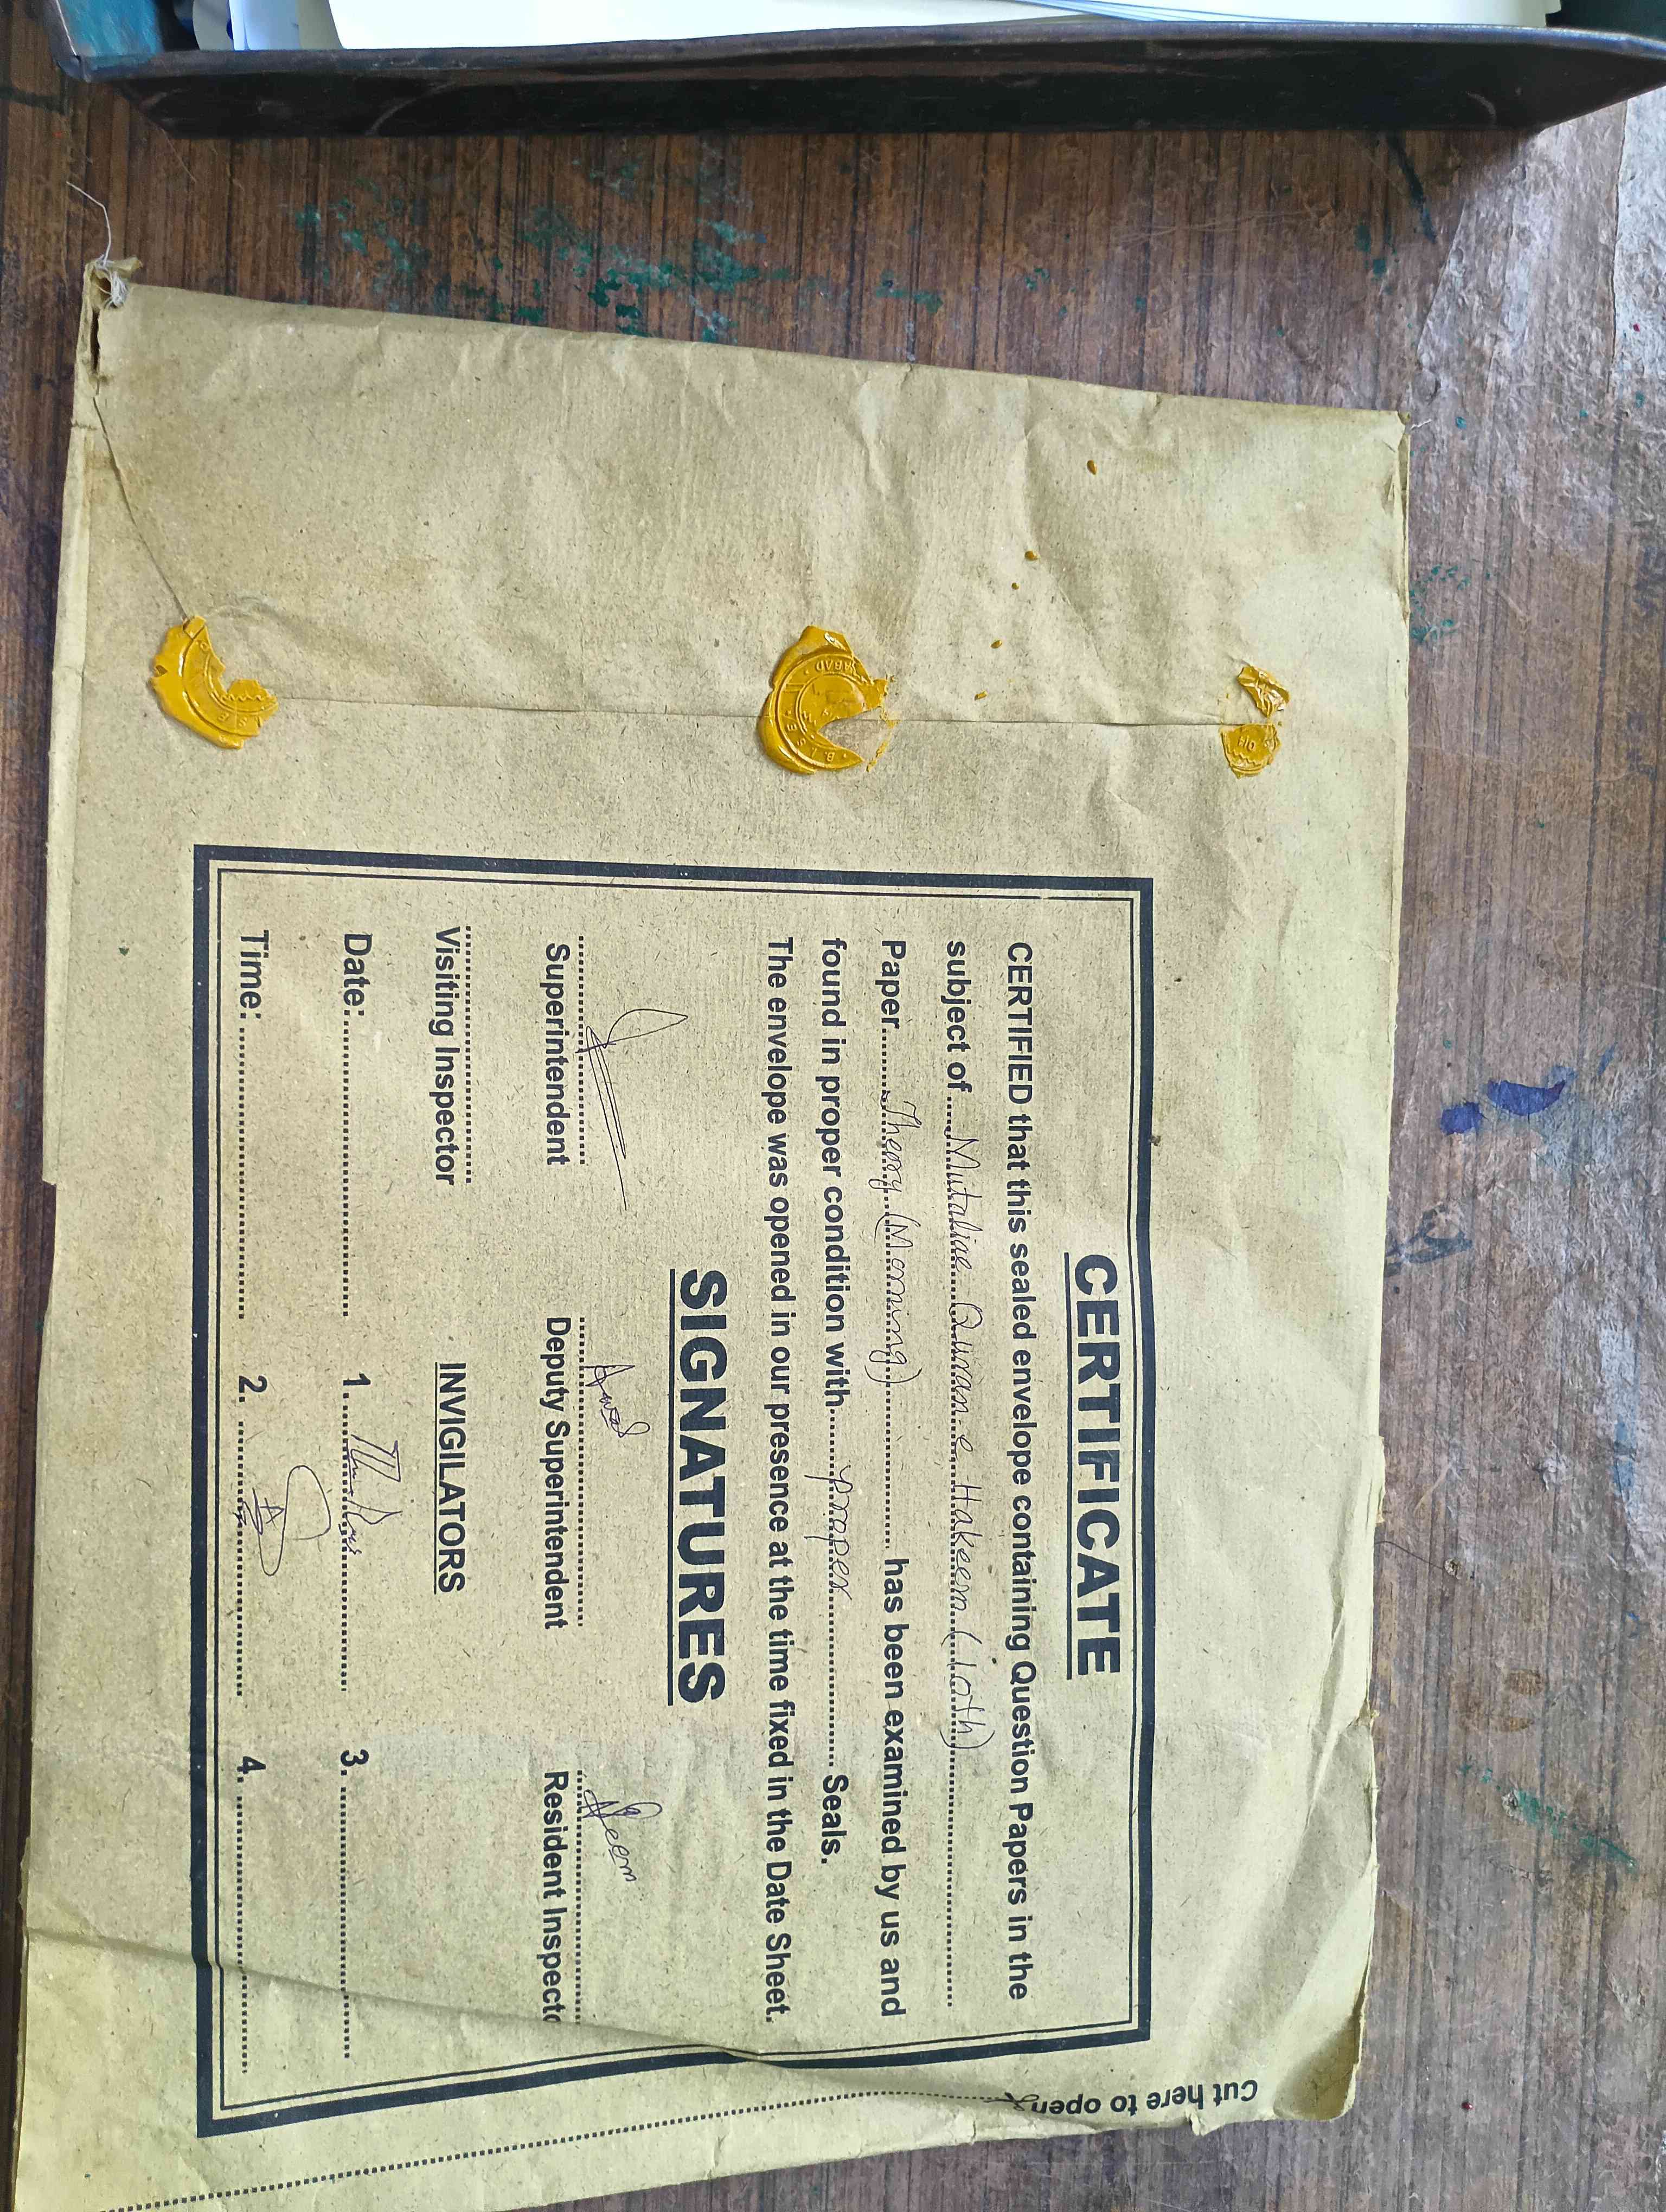 CERTIFICATE
CERTIFIED that this sealed envelope containing Question Papers in the
subject of Mutaliae Quran-e-Hakeem (10th)
Paper Theory (Morning) has been examined by us and
found in proper condition with proper Seals.
The envelope was opened in our presence at the time fixed in the Date Sheet.
SIGNATURES
Superintendent Deputy Superintendent Resident Inspecto
Visiting Inspector INVIGILATORS
Date: 1. 3.
Time: 2. 4.
Cut here to open